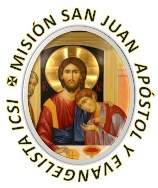 ✠ MISIÓN SAN JUAN APÓSTOL Y EVANGELISTA ICSI